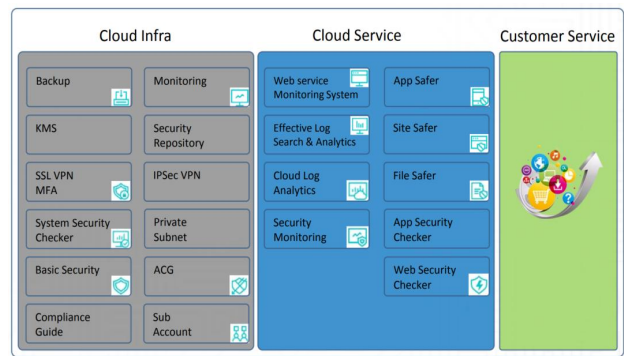 Cloud Infra
Cloud Service
Customer Service
Backup
Monitoring
KMS
Security
Repository
SSL VPN
MFA
IPSec VPN
System Security
Checker
Private
Subnet
Basic Security
ACG
Compliance
Guide
Sub
Account
Web service
Monitoring System
App Safer
Effective Log
Search & Analytics
Site Safer
Cloud Log
Analytics
File Safer
Security
Monitoring
App Security
Checker
Web Security
Checker